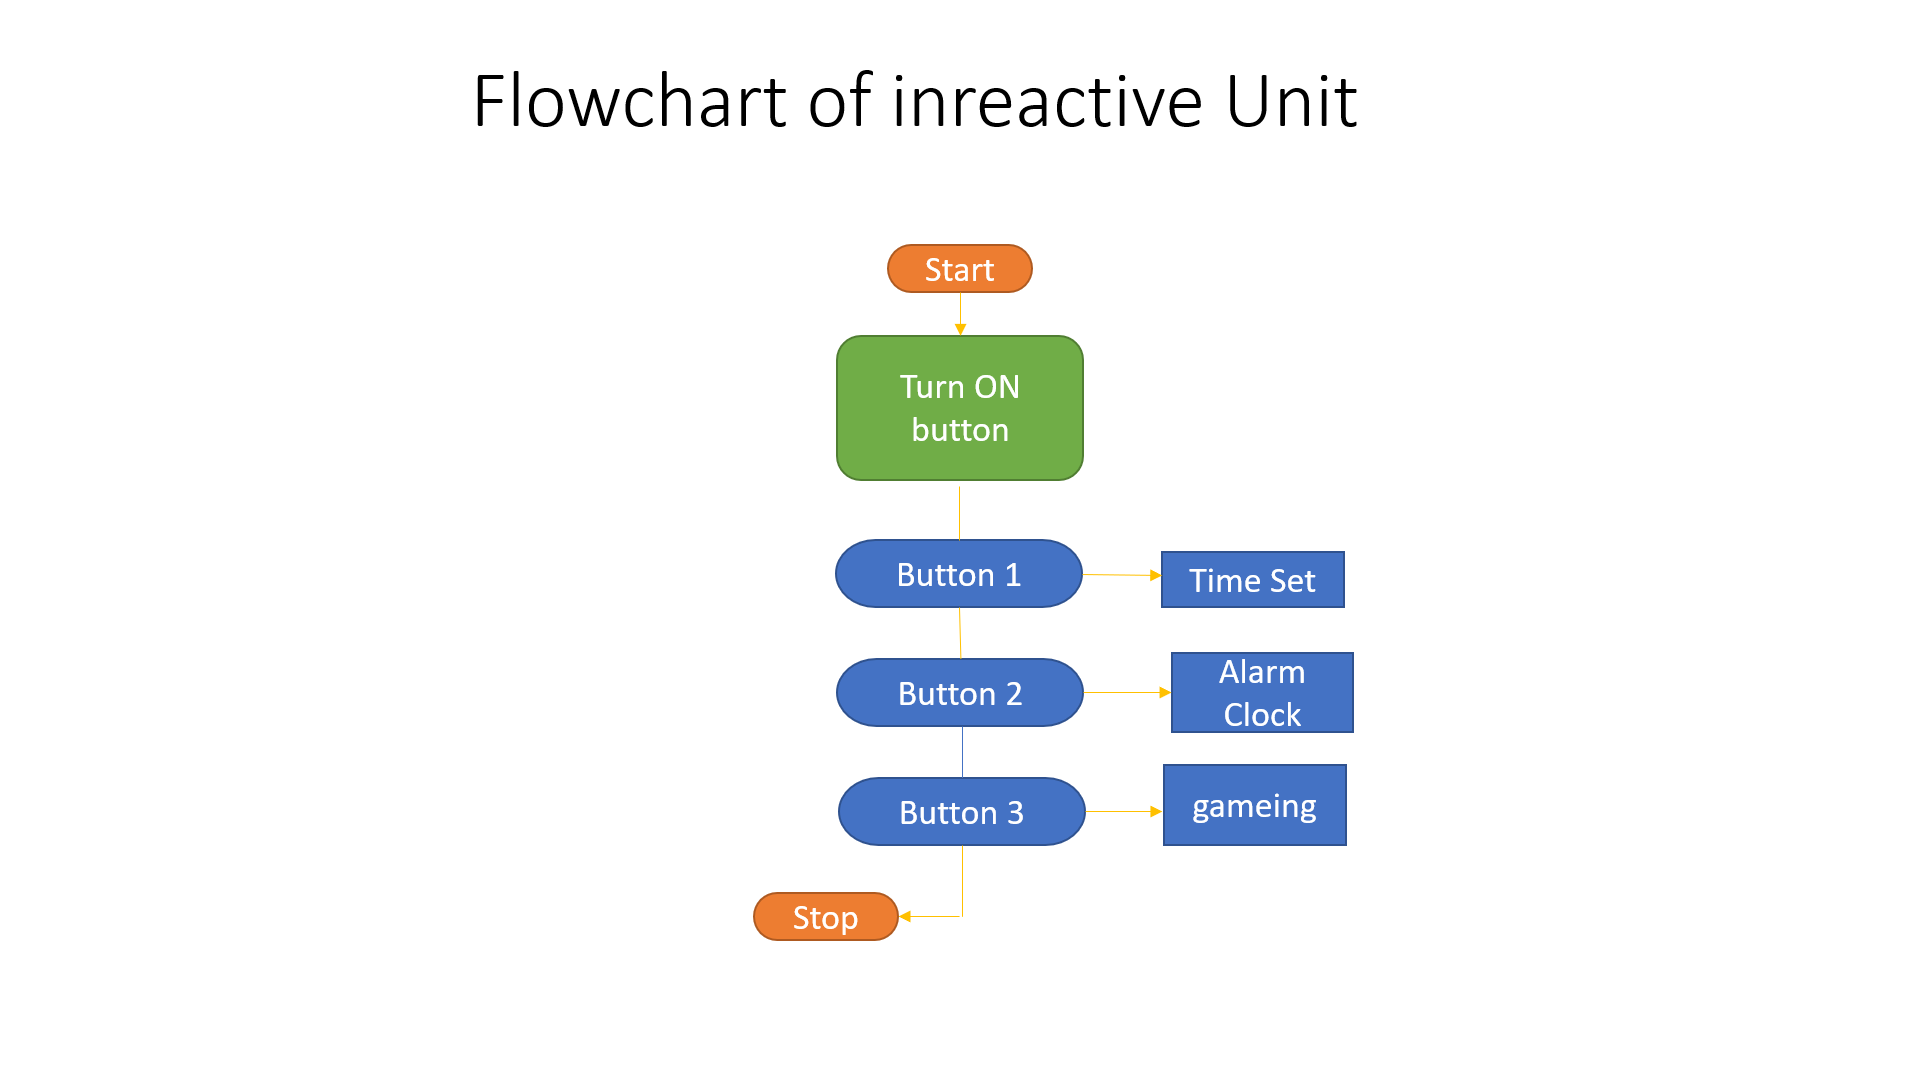 Flowchart of inreactive Unit
Start
Turn ON
button
Button 1
Time Set
Button 2
Alarm
Clock
Button 3
gameing
Stop